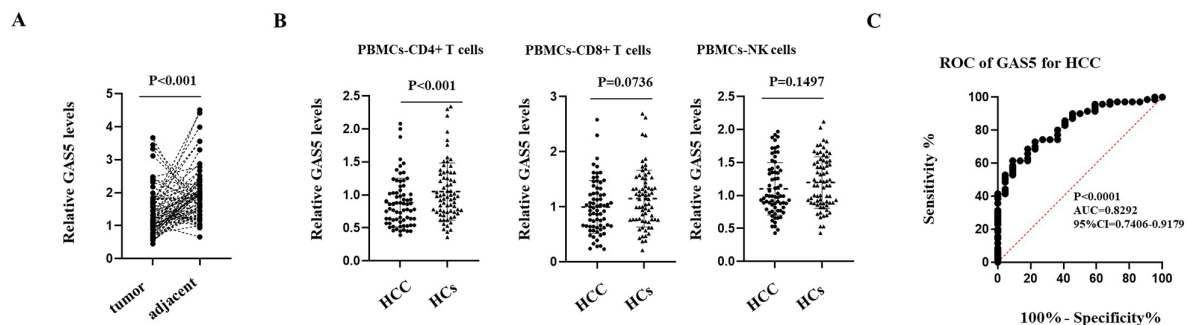 A
P<0.001
Relative GAS5 levels
5
4
3
2
1
0
tumor
adjacent
B
PBMCs-CD4+ T cells
P<0.001
Relative GAS5 levels
2.5
2.0
1.5
1.0
0.5
0.0
HCC
HCs
PBMCs-CD8+ T cells
P=0.0736
Relative GAS5 levels
3
2
1
0
HCC
HCs
PBMCs-NK cells
P=0.1497
Relative GAS5 levels
2.5
2.0
1.5
1.0
0.5
0.0
HCC
HCs
C
ROC of GAS5 for HCC
Sensitivity %
100
80
60
40
20
0
P<0.0001
AUC=0.8292
95%CI=0.7406-0.9179
0 20 40 60 80 100
100% - Specificity%